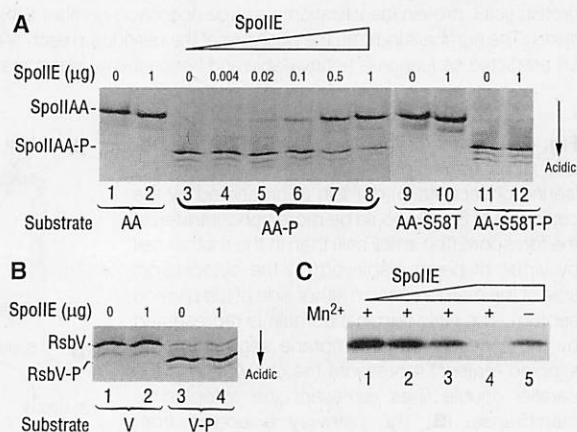 A
SpoIIE
SpoIIE (µg) 0 1 0 0.004 0.02 0.1 0.5 1 0 1 0 1
SpoIIAA-
SpoIIAA-P-
Acidic
1 2 3 4 5 6 7 8 9 10 11 12
Substrate AA AA-P AA-S58T AA-S58T-P
B
SpoIIE (µg) 0 1 0 1
RsbV-
RsbV-P
Acidic
1 2 3 4
Substrate V V-P
C
SpoIIE
Mn2+ + + + + -
1 2 3 4 5